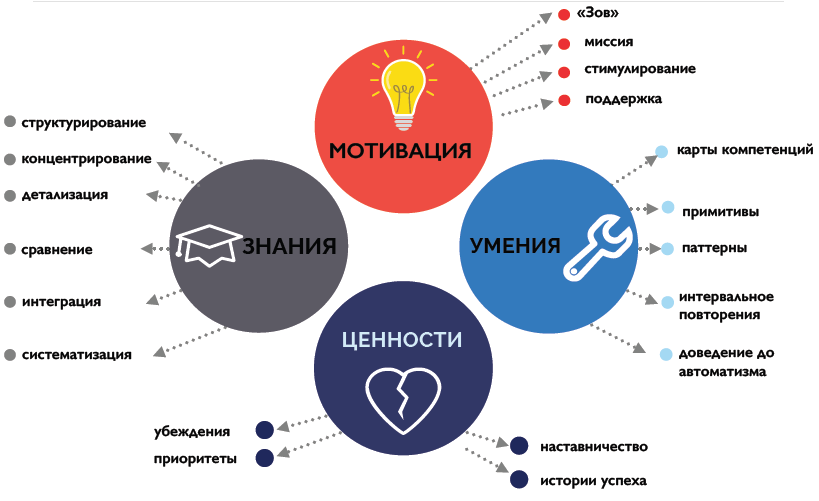 «Зов»
миссия
стимулирование
поддержка
МОТИВАЦИЯ
структурирование
концентрирование
детализация
сравнение
интеграция
систематизация
ЗНАНИЯ
УМЕНИЯ
карты компетенций
примитивы
паттерны
интервальное
повторения
доведение до
автоматизма
ЦЕННОСТИ
убеждения
приоритеты
наставничество
истории успеха